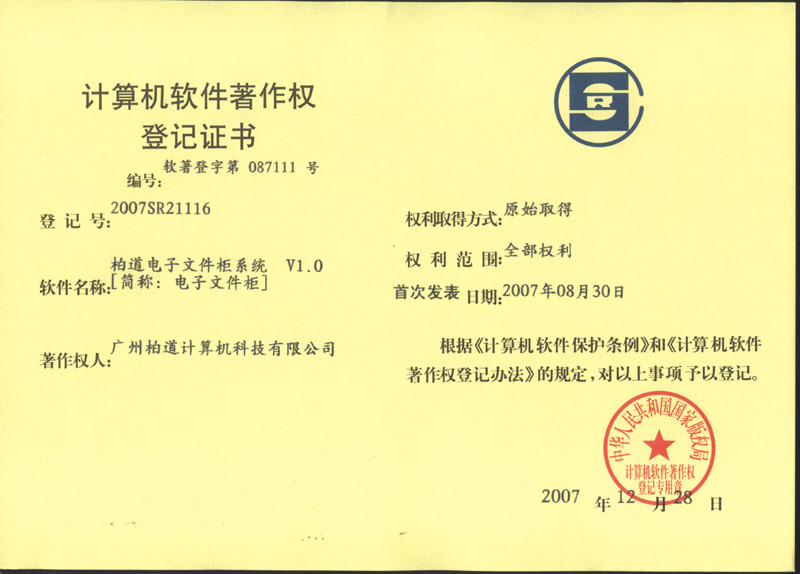 计算机软件著作权
登记证书
编号：软著登字第 087111 号
登 记 号：2007SR21116
软件名称：柏道电子文件柜系统 V1.0
[简称：电子文件柜]
著作权人：广州柏道计算机科技有限公司
SR
权利取得方式：原始取得
权 利 范 围：全部权利
首次发表日期：2007年08月30日
根据《计算机软件保护条例》和《计算机软件
著作权登记办法》的规定，对以上事项予以登记。
中华人民共和国国家版权局
计算机软件著作权
登记专用章
2007 年 12 月 28 日